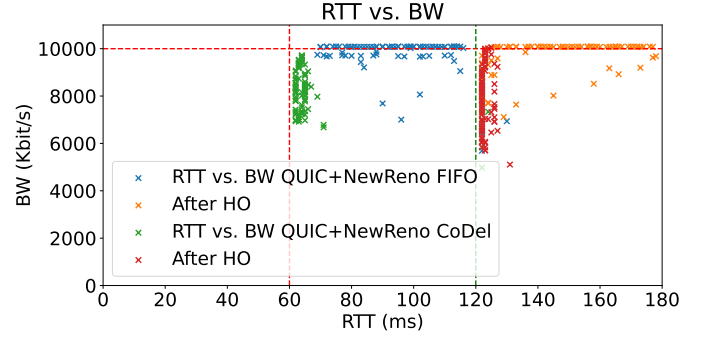 RTT vs. BW
BW (Kbit/s)
10000
8000
6000
4000
2000
0
RTT vs. BW QUIC+NewReno FIFO
After HO
RTT vs. BW QUIC+NewReno CoDel
After HO
0 20 40 60 80 100 120 140 160 180
RTT (ms)